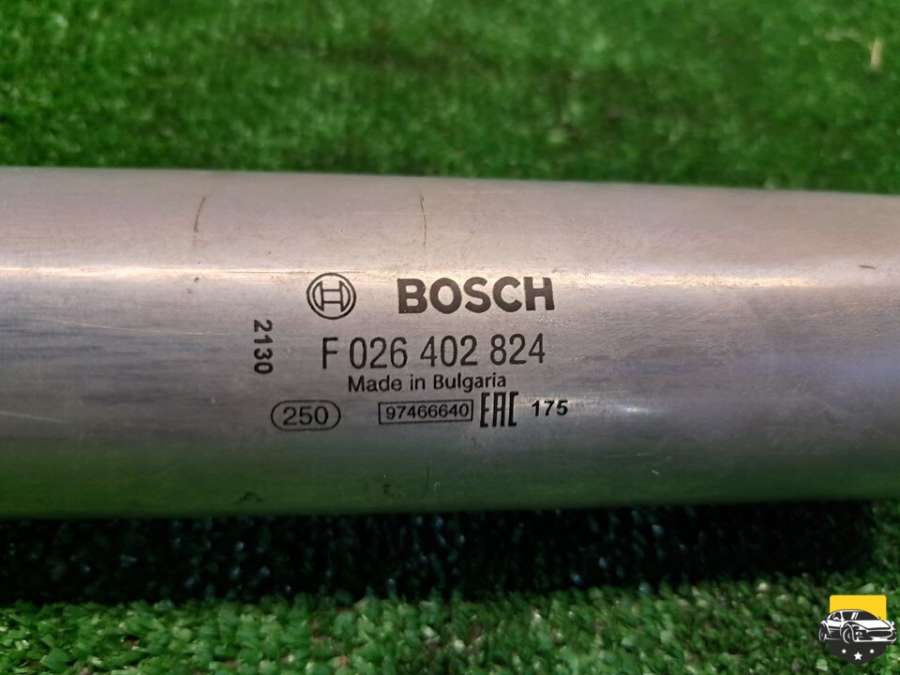 BOSCH
2130
F 026 402 824
Made in Bulgaria
250 97466640 EAC 175